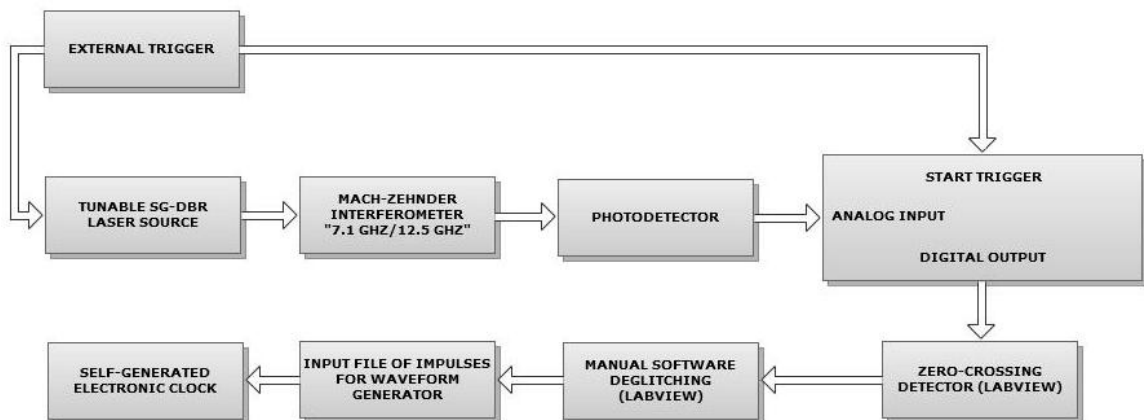 EXTERNAL TRIGGER
TUNABLE SG-DBR
LASER SOURCE
MACH-ZEHNDER
INTERFEROMETER
"7.1 GHZ/12.5 GHZ"
PHOTODETECTOR
START TRIGGER
ANALOG INPUT
DIGITAL OUTPUT
SELF-GENERATED
ELECTRONIC CLOCK
INPUT FILE OF IMPULSES
FOR WAVEFORM
GENERATOR
MANUAL SOFTWARE
DEGLITCHING
(LABVIEW)
ZERO-CROSSING
DETECTOR (LABVIEW)